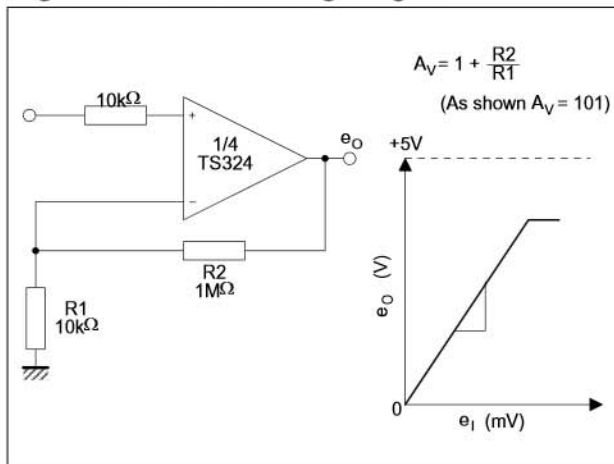 A_V = 1 + R2/R1
(As shown A_V = 101)
10kΩ
+
1/4
TS324
e_O
−
R2
1MΩ
R1
10kΩ
+5V
e_O (V)
0
e_I (mV)